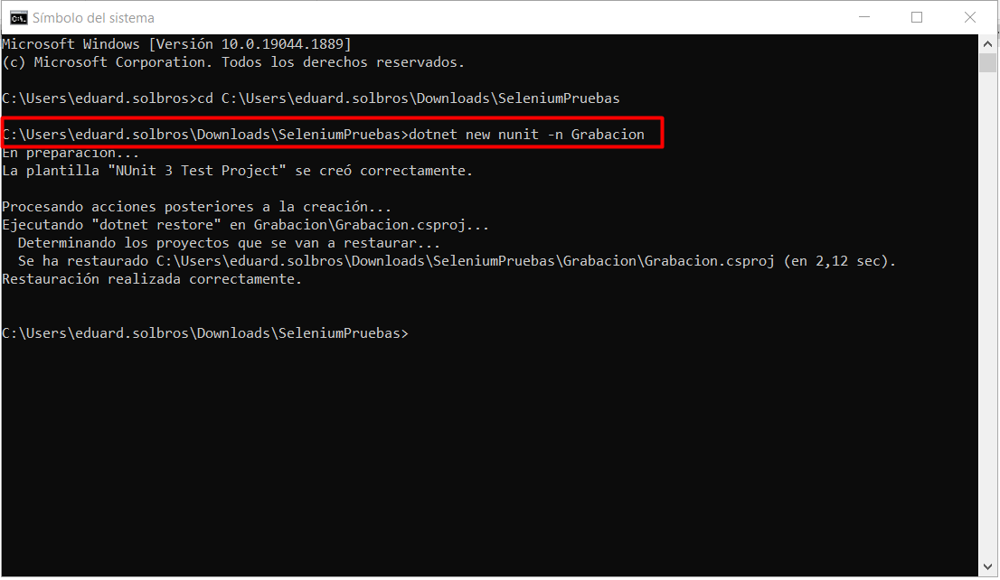 Símbolo del sistema
Microsoft Windows [Versión 10.0.19044.1889]
(c) Microsoft Corporation. Todos los derechos reservados.
C:\Users\eduard.solbros>cd C:\Users\eduard.solbros\Downloads\SeleniumPruebas
C:\Users\eduard.solbros\Downloads\SeleniumPruebas>dotnet new nunit -n Grabacion
En preparación...
La plantilla "NUnit 3 Test Project" se creó correctamente.
Procesando acciones posteriores a la creación...
Ejecutando "dotnet restore" en Grabacion\Grabacion.csproj...
  Determinando los proyectos que se van a restaurar...
  Se ha restaurado C:\Users\eduard.solbros\Downloads\SeleniumPruebas\Grabacion\Grabacion.csproj (en 2,12 sec).
Restauración realizada correctamente.
C:\Users\eduard.solbros\Downloads\SeleniumPruebas>